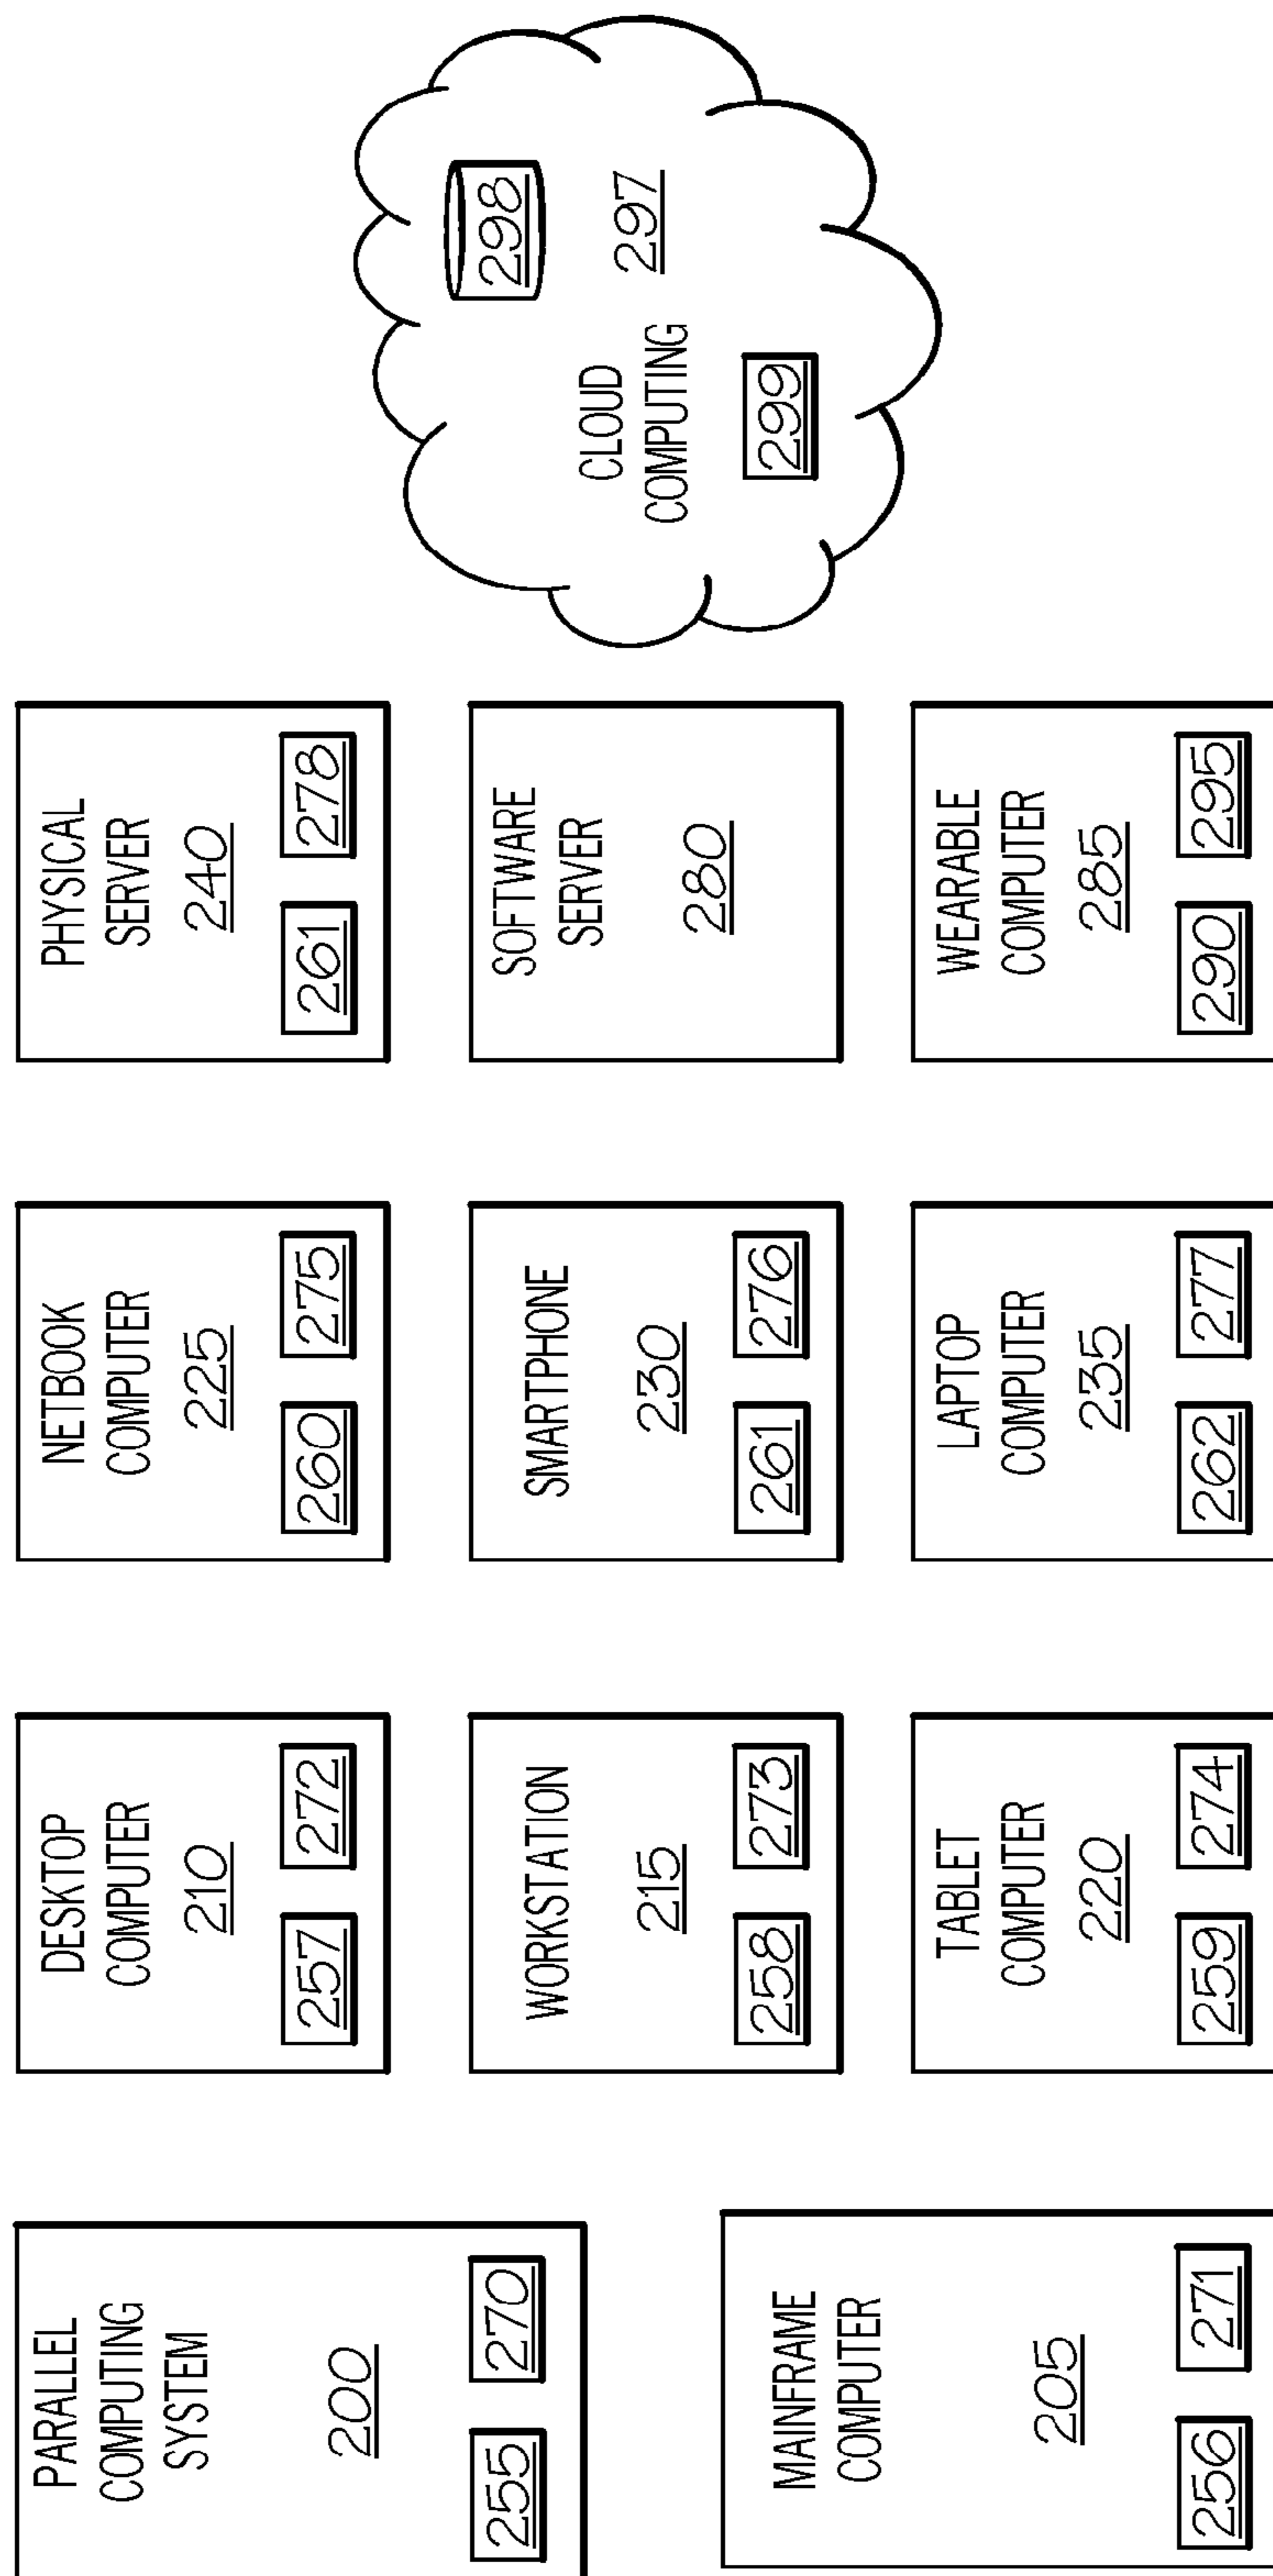 PARALLEL
COMPUTING
SYSTEM
200
255 270
MAINFRAME
COMPUTER
205
256 271
DESKTOP
COMPUTER
210
257 272
WORKSTATION
215
258 273
TABLET
COMPUTER
220
259 274
NETBOOK
COMPUTER
225
260 275
SMARTPHONE
230
261 276
LAPTOP
COMPUTER
235
262 277
PHYSICAL
SERVER
240
261 278
SOFTWARE
SERVER
280
WEARABLE
COMPUTER
285
290 295
298
CLOUD
COMPUTING
297
299